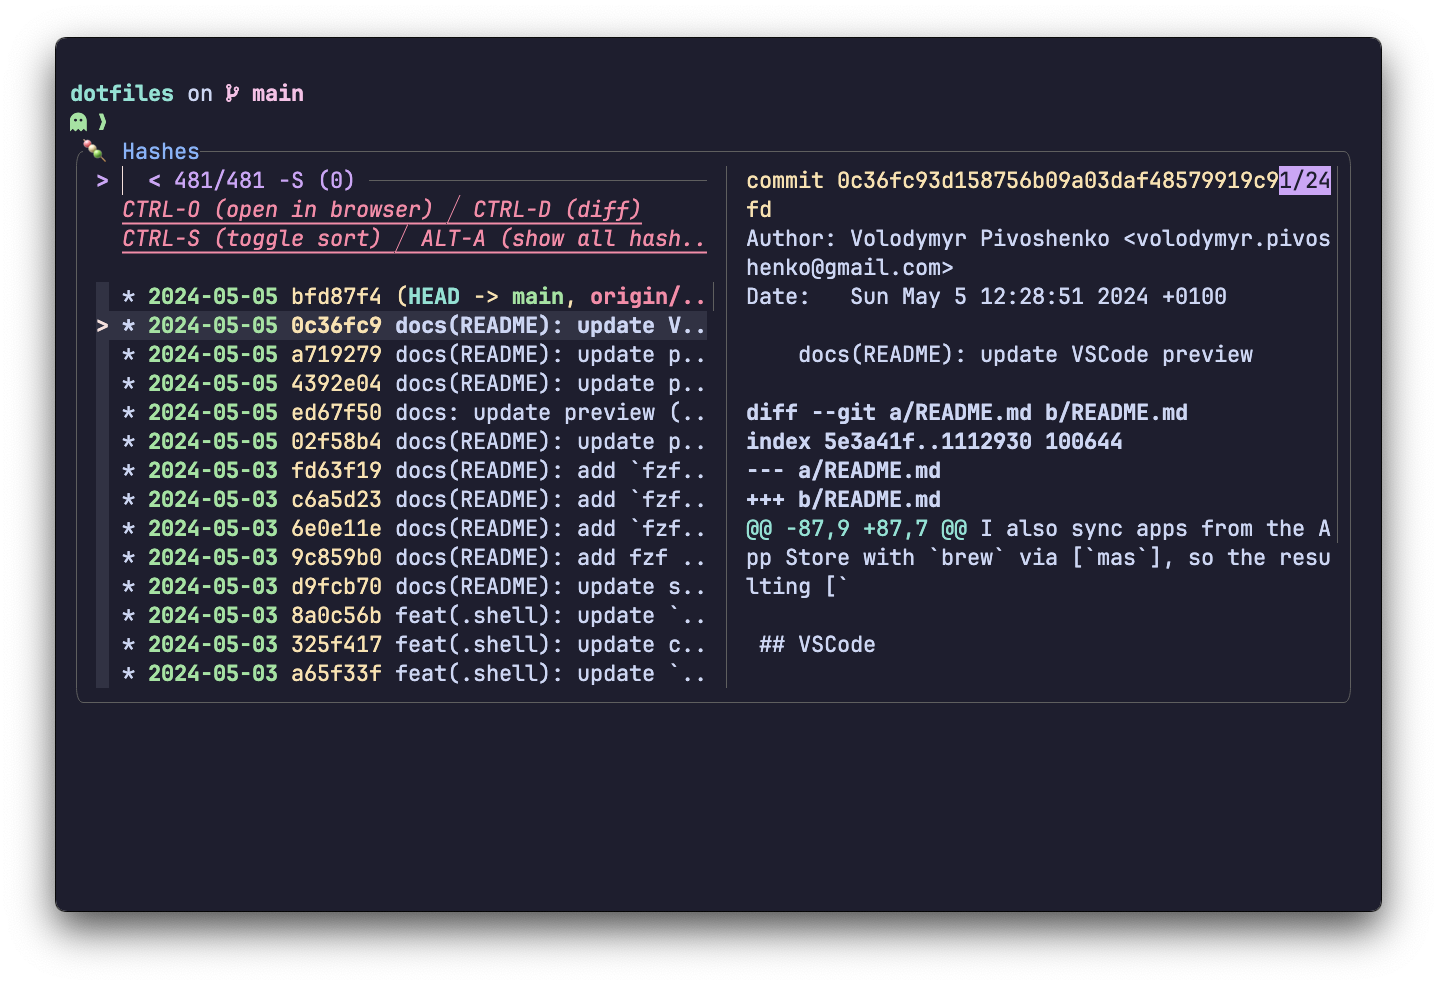 dotfiles on main
❯
Hashes
> < 481/481 -S (0)
CTRL-O (open in browser) ╱ CTRL-D (diff)
CTRL-S (toggle sort) ╱ ALT-A (show all hash..
* 2024-05-05 bfd87f4 (HEAD -> main, origin/..
> * 2024-05-05 0c36fc9 docs(README): update V..
* 2024-05-05 a719279 docs(README): update p..
* 2024-05-05 4392e04 docs(README): update p..
* 2024-05-05 ed67f50 docs: update preview (..
* 2024-05-05 02f58b4 docs(README): update p..
* 2024-05-03 fd63f19 docs(README): add `fzf..
* 2024-05-03 c6a5d23 docs(README): add `fzf..
* 2024-05-03 6e0e11e docs(README): add `fzf..
* 2024-05-03 9c859b0 docs(README): add fzf ..
* 2024-05-03 d9fcb70 docs(README): update s..
* 2024-05-03 8a0c56b feat(.shell): update `..
* 2024-05-03 325f417 feat(.shell): update c..
* 2024-05-03 a65f33f feat(.shell): update `..
commit 0c36fc93d158756b09a03daf48579919c9 1/24
fd
Author: Volodymyr Pivoshenko <volodymyr.pivos
henko@gmail.com>
Date:   Sun May 5 12:28:51 2024 +0100
docs(README): update VSCode preview
diff --git a/README.md b/README.md
index 5e3a41f..1112930 100644
--- a/README.md
+++ b/README.md
@@ -87,9 +87,7 @@ I also sync apps from the A
pp Store with `brew` via [`mas`], so the resu
lting [`
## VSCode